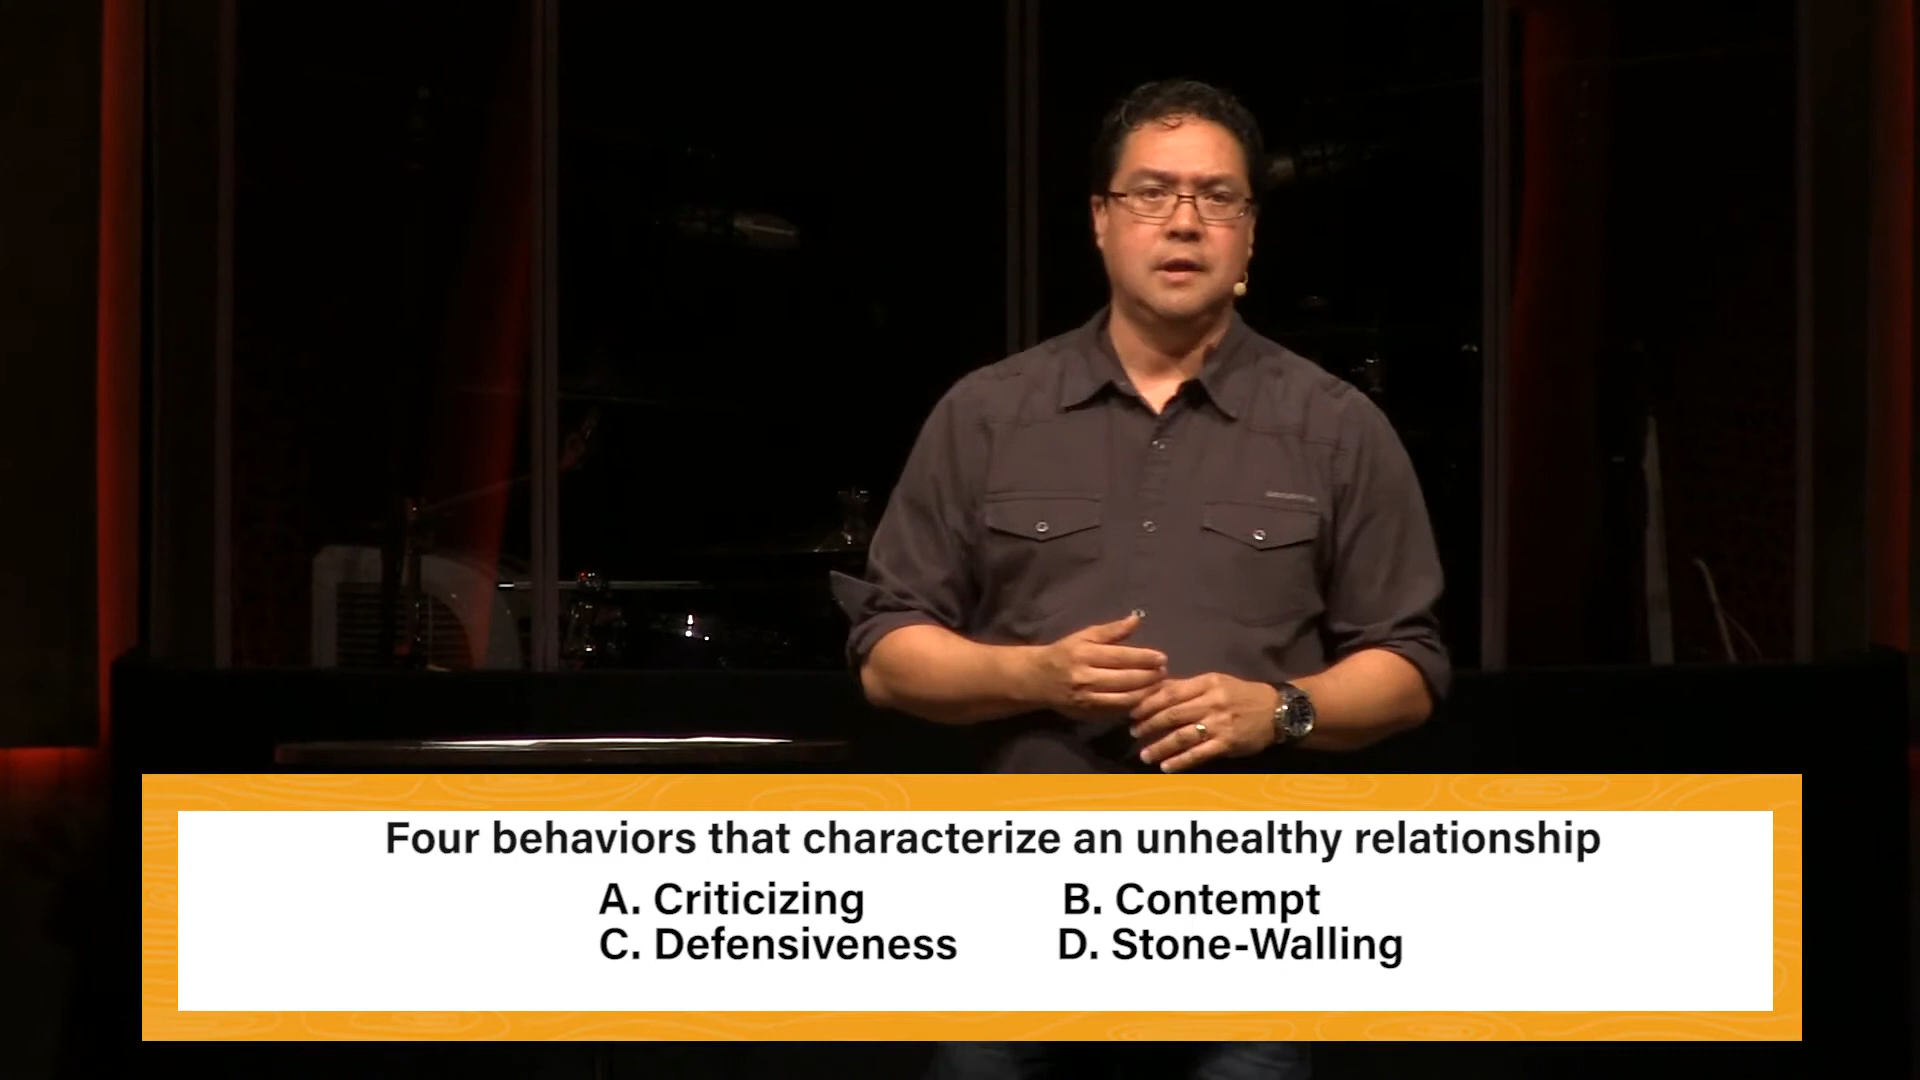 Four behaviors that characterize an unhealthy relationship
A. Criticizing B. Contempt
C. Defensiveness D. Stone-Walling